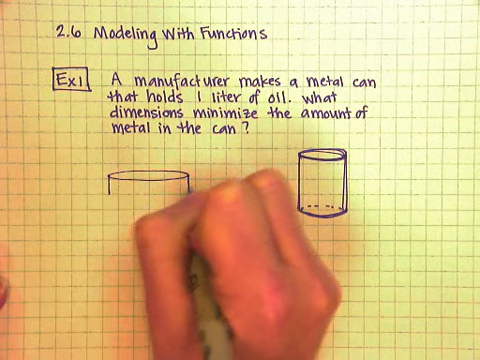 2.6 Modeling With Functions
Ex1 A manufacturer makes a metal can
that holds 1 liter of oil. What
dimensions minimize the amount of
metal in the can?